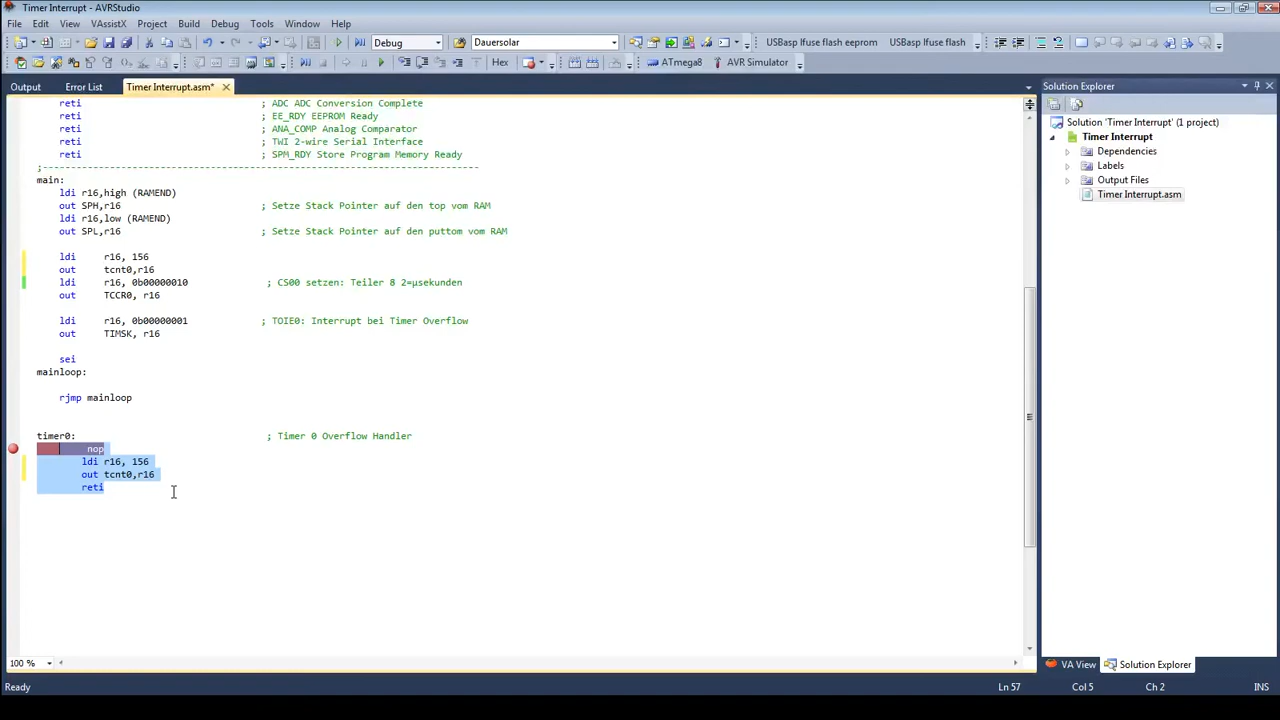 Timer Interrupt - AVRStudio
File Edit View VAssistX Project Build Debug Tools Window Help
Debug Dauersolar USBasp lfuse flash eeprom USBasp lfuse flash
Hex ATmega8 AVR Simulator
Output Error List Timer Interrupt.asm*
reti ; ADC ADC Conversion Complete
reti ; EE_RDY EEPROM Ready
reti ; ANA_COMP Analog Comparator
reti ; TWI 2-wire Serial Interface
reti ; SPM_RDY Store Program Memory Ready
;-----------------------------------------------------------------------------
main:
ldi r16,high (RAMEND)
out SPH,r16 ; Setze Stack Pointer auf den top vom RAM
ldi r16,low (RAMEND)
out SPL,r16 ; Setze Stack Pointer auf den puttom vom RAM
ldi r16, 156
out tcnt0,r16
ldi r16, 0b00000010 ; CS00 setzen: Teiler 8 2=µsekunden
out TCCR0, r16
ldi r16, 0b00000001 ; TOIE0: Interrupt bei Timer Overflow
out TIMSK, r16
sei
mainloop:
rjmp mainloop
timer0: ; Timer 0 Overflow Handler
nop
ldi r16, 156
out tcnt0,r16
reti
100 %
Solution Explorer
Solution 'Timer Interrupt' (1 project)
Timer Interrupt
Dependencies
Labels
Output Files
Timer Interrupt.asm
VA View Solution Explorer
Ready Ln 57 Col 5 Ch 2 INS